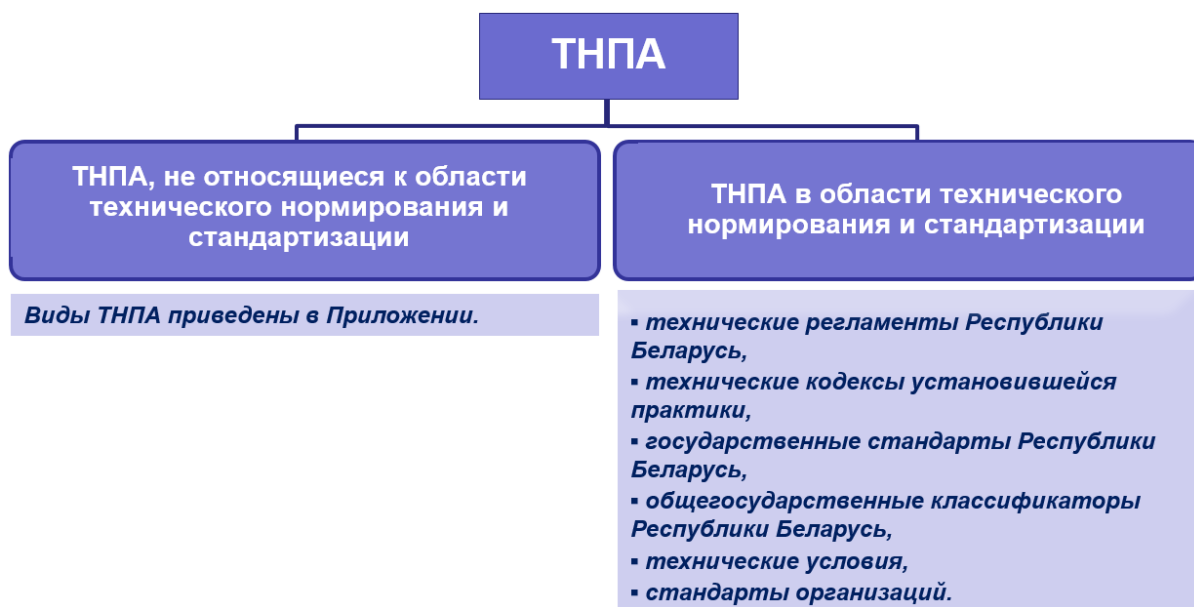 ТНПА
ТНПА, не относящиеся к области
технического нормирования и
стандартизации
Виды ТНПА приведены в Приложении.
ТНПА в области технического
нормирования и стандартизации
▪ технические регламенты Республики
Беларусь,
▪ технические кодексы установившейся
практики,
▪ государственные стандарты Республики
Беларусь,
▪ общегосударственные классификаторы
Республики Беларусь,
▪ технические условия,
▪ стандарты организаций.